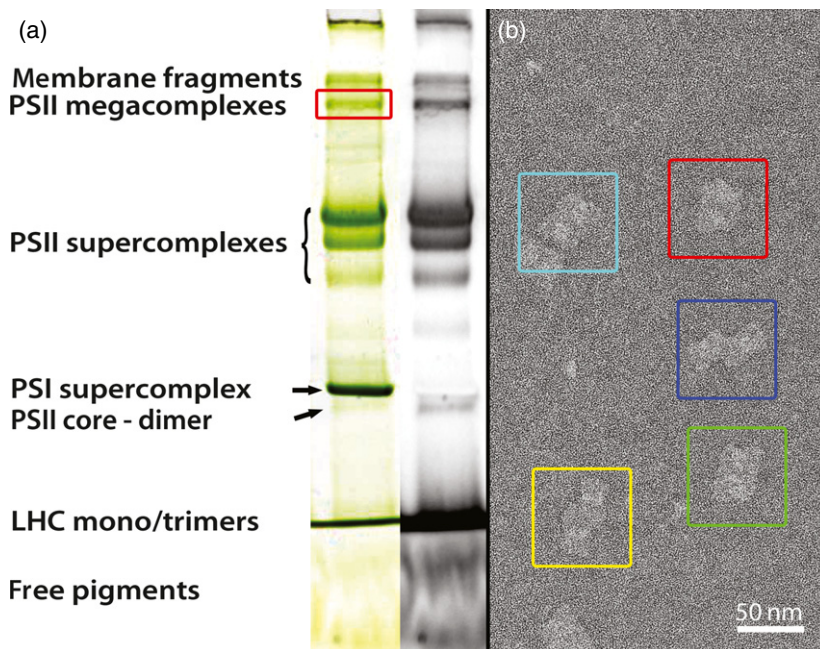 (a)
Membrane fragments
PSII megacomplexes
PSII supercomplexes
PSI supercomplex
PSII core - dimer
LHC mono/trimers
Free pigments
(b)
50 nm